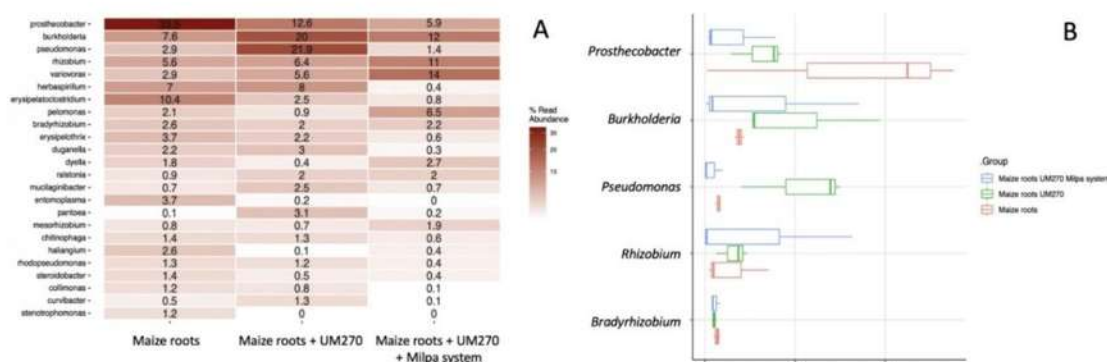 A
prosthecobacter - 12.6 5.9
burkholderia - 7.6 20 12
pseudomonas - 2.9 21.9 1.4
rhizobium - 5.6 6.4 11
variovorax - 2.9 5.6 14
herbaspirillum - 7 8 0.4
erysipelatoclostridium - 10.4 2.5 0.8
pelomonas - 2.1 0.9 6.5
bradyrhizobium - 2.6 2 2.2
erysipelothrix - 3.7 2.2 0.6
duganella - 2.2 3 0.3
dyella - 1.8 0.4 2.7
ralstonia - 0.9 2 2
mucilaginibacter - 0.7 2.5 0.7
entomoplasma - 3.7 0.2 0
pantoea - 0.1 3.1 0.2
mesorhizobium - 0.8 0.7 1.9
chitinophaga - 1.4 1.3 0.6
haliangium - 2.6 0.1 0.4
rhodopseudomonas - 1.3 1.2 0.4
steroidobacter - 1.4 0.5 0.4
collimonas - 1.2 0.8 0.1
curvibacter - 0.5 1.3 0.1
stenotrophomonas - 1.2 0 0
Maize roots
Maize roots + UM270
Maize roots + UM270
+ Milpa system
% Read
Abundance
30
10
B
Prosthecobacter
Burkholderia
Pseudomonas
Rhizobium
Bradyrhizobium
.Group
Maize roots UM270 Milpa system
Maize roots UM270
Maize roots